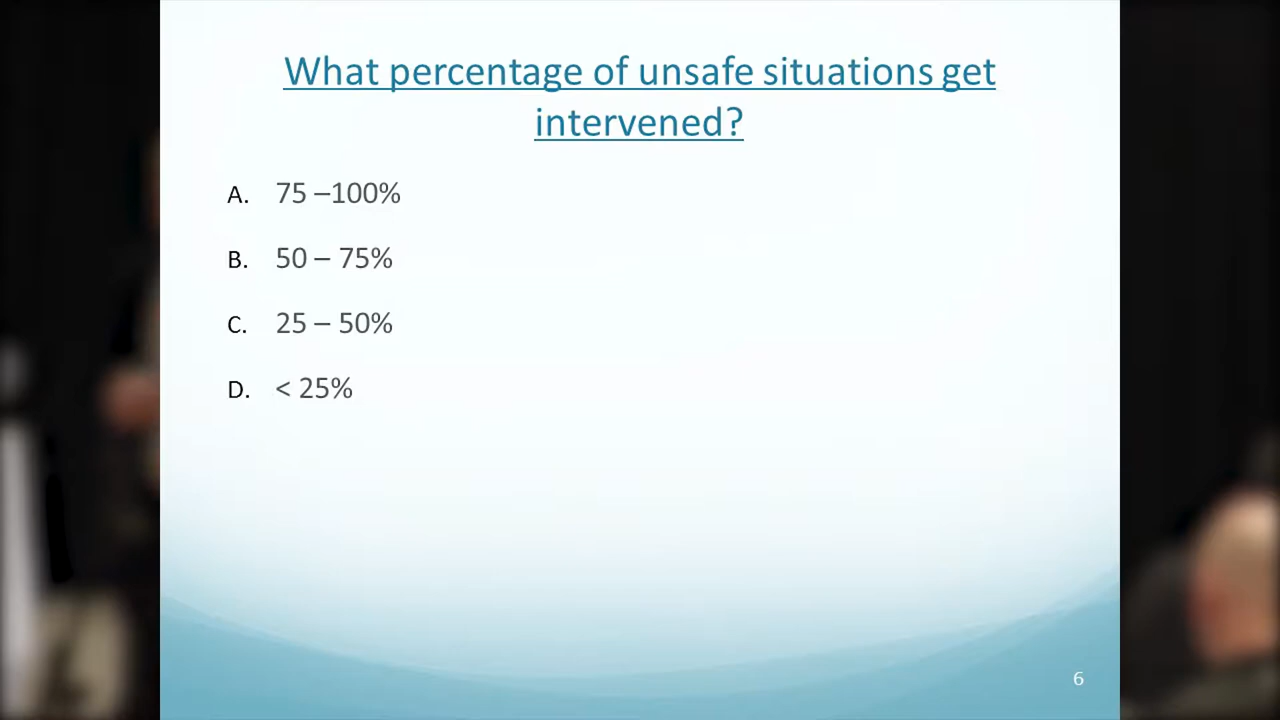 What percentage of unsafe situations get
intervened?
A. 75 –100%
B. 50 – 75%
C. 25 – 50%
D. < 25%
6